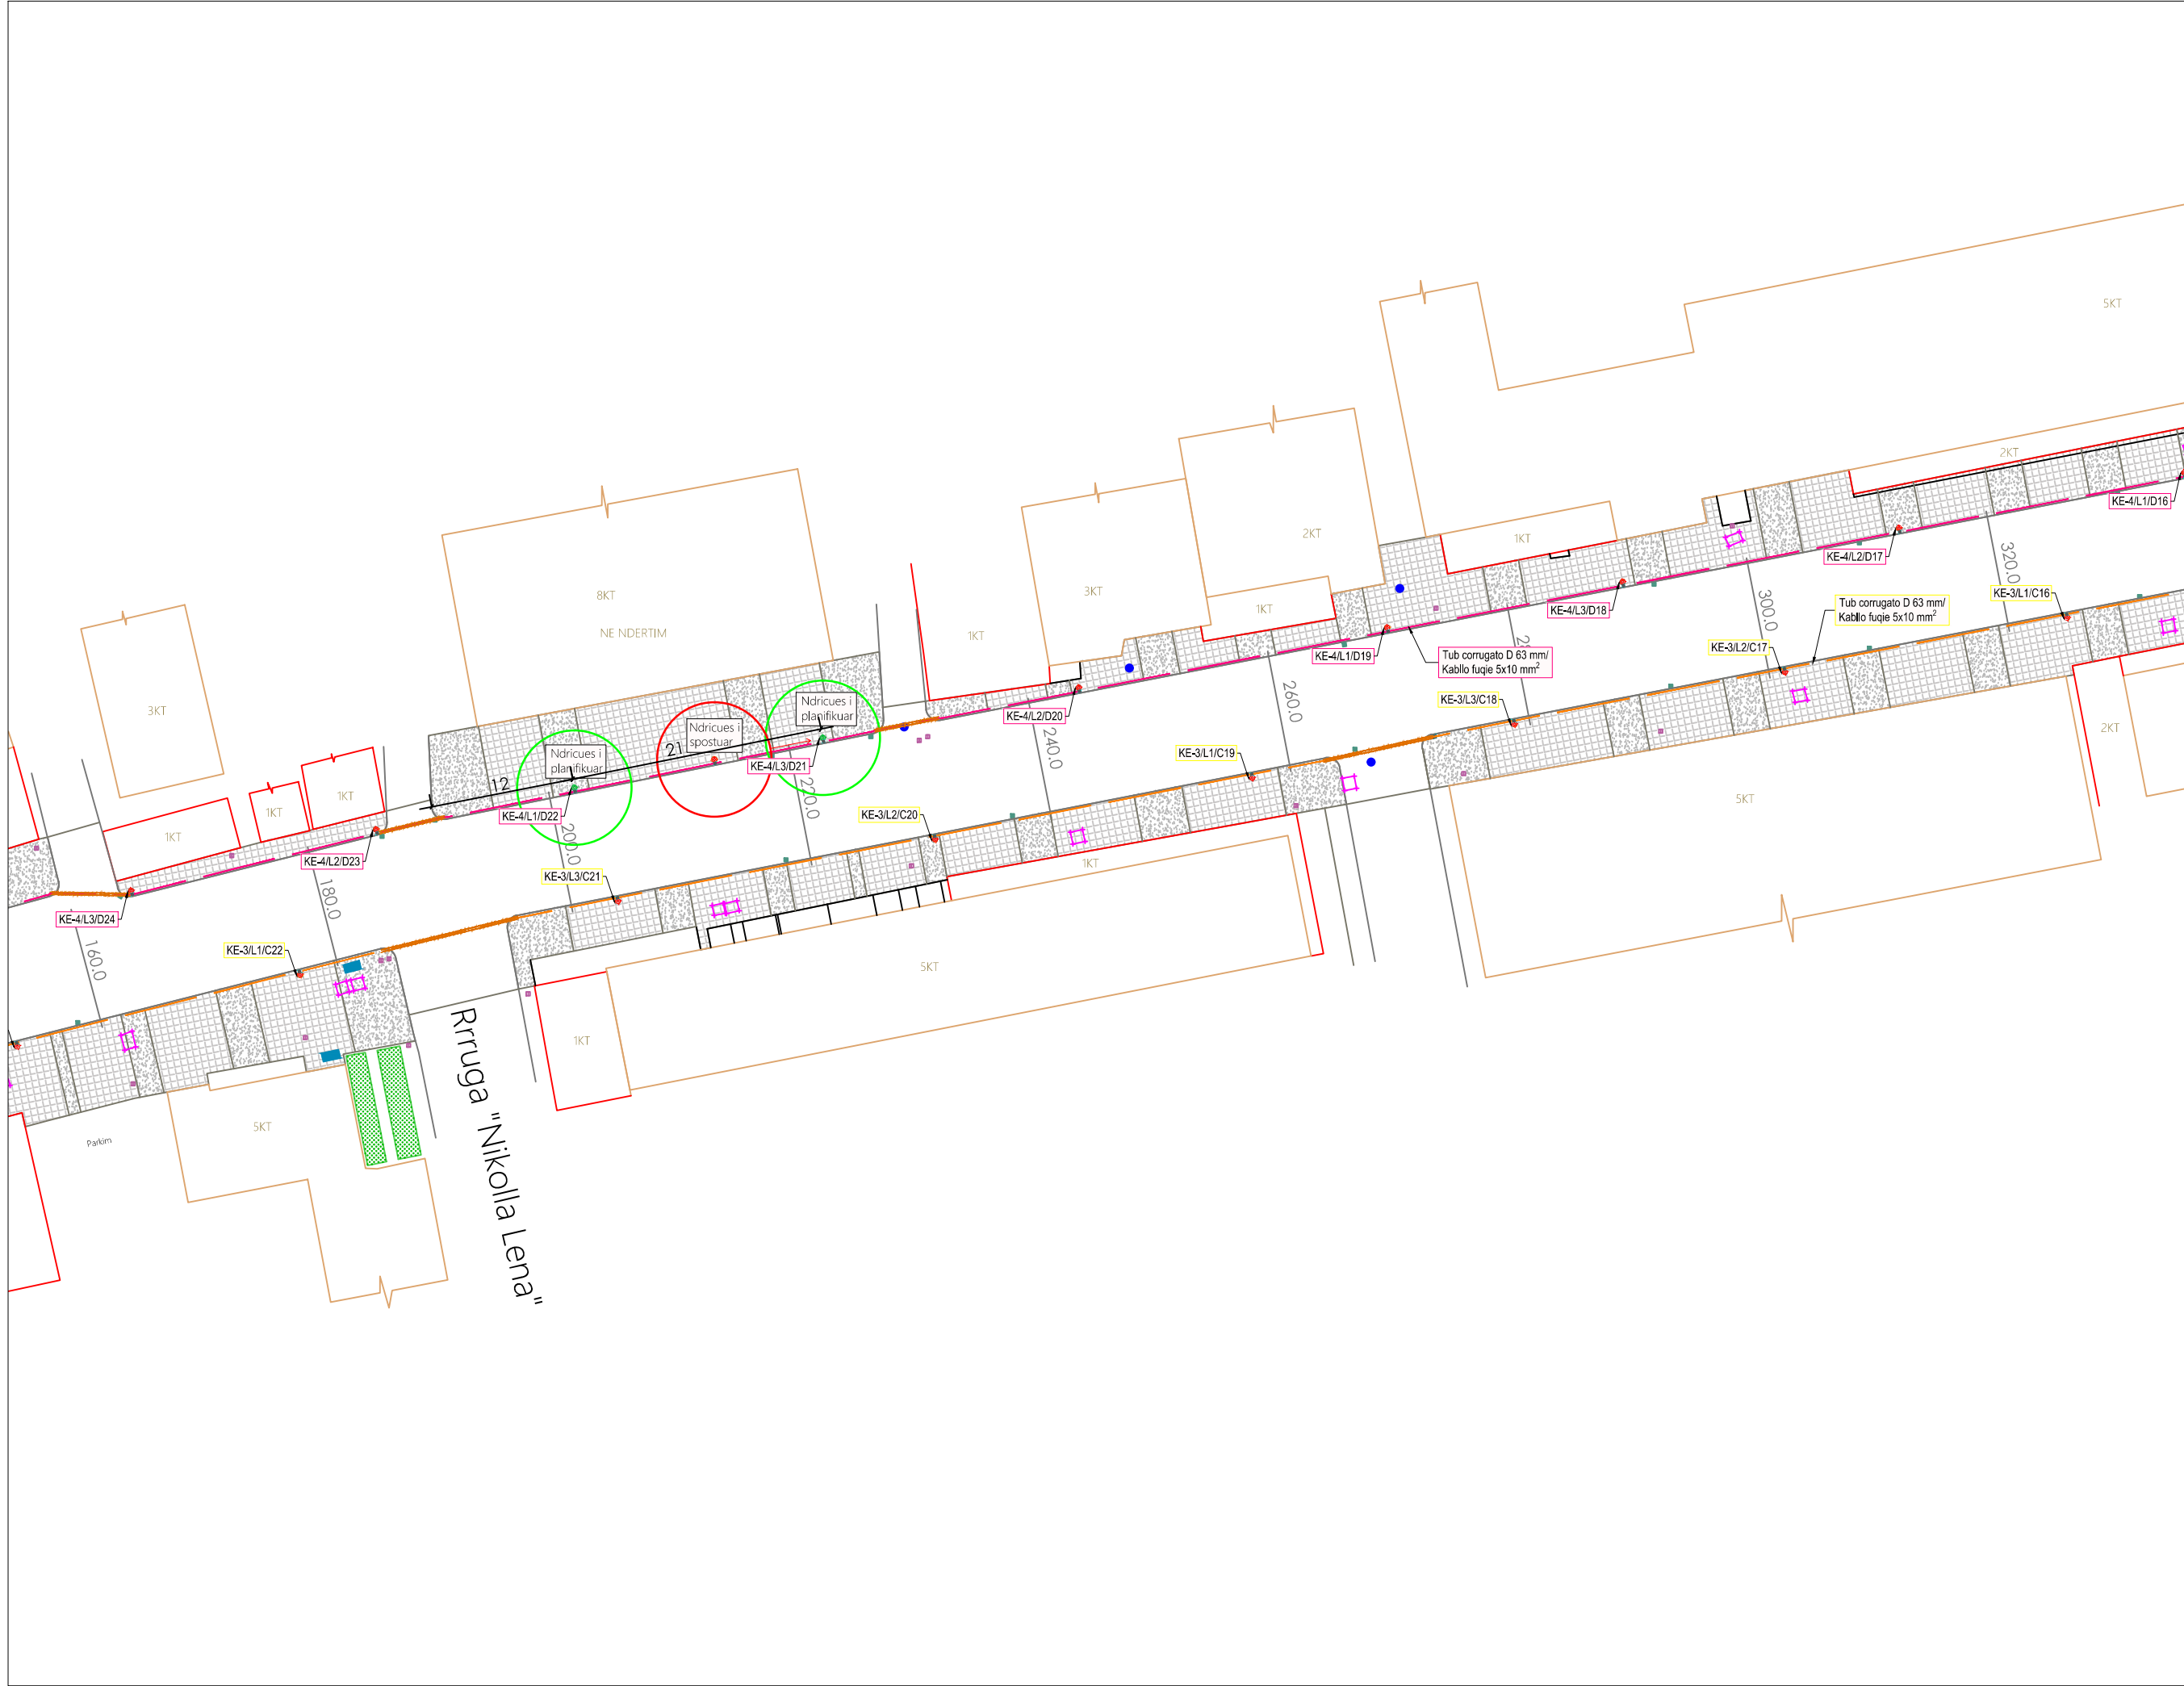 5KT
2KT
KE-4/L1/D16
2KT
1KT
KE-4/L2/D17
320.0
KE-3/L1/C16
3KT
1KT
KE-4/L3/D18
300.0
Tub corrugato D 63 mm/
Kabllo fuqie 5x10 mm²
8KT
NE NDERTIM
1KT
KE-4/L1/D19
Tub corrugato D 63 mm/
Kabllo fuqie 5x10 mm²
KE-3/L2/C17
3KT
Ndricues i
planifikuar
KE-4/L2/D20
260.0
KE-3/L3/C18
2KT
Ndricues i
spostuar
21
240.0
KE-3/L1/C19
Ndricues i
planifikuar
12
KE-4/L3/D21
220.0
1KT
1KT
1KT
KE-4/L1/D22
200.0
KE-3/L2/C20
5KT
KE-4/L2/D23
180.0
KE-3/L3/C21
1KT
KE-4/L3/D24
160.0
KE-3/L1/C22
5KT
1KT
Rrruga "Nikolla Lena"
5KT
Parkim